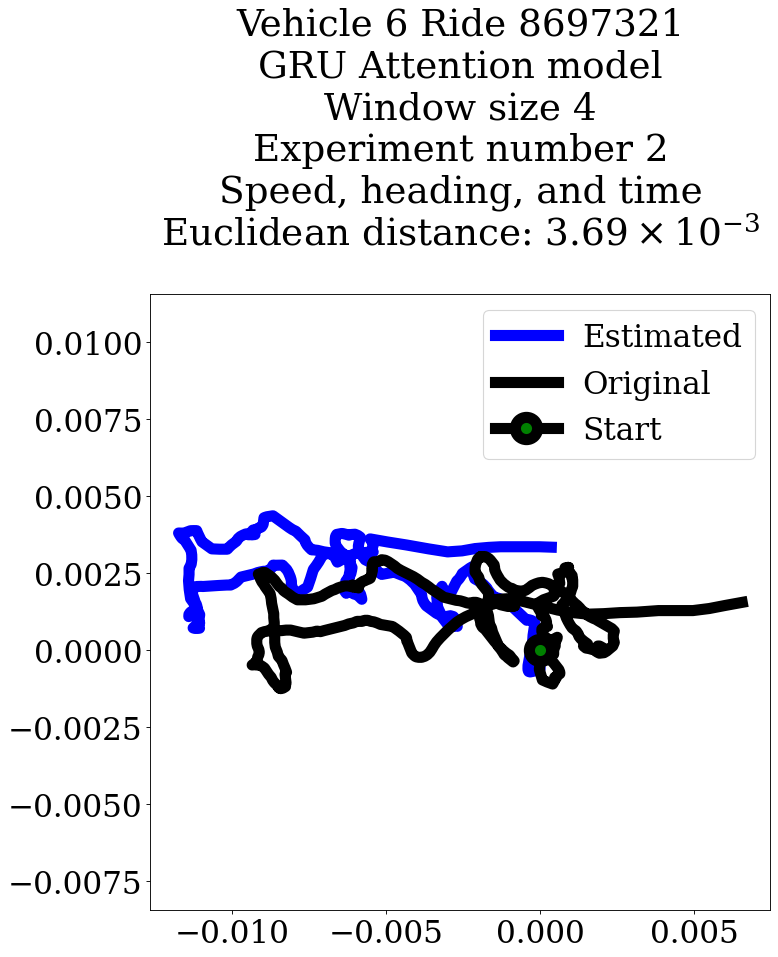 Vehicle 6 Ride 8697321
GRU Attention model
Window size 4
Experiment number 2
Speed, heading, and time
Euclidean distance: 3.69 × 10⁻³
Estimated
Original
Start
0.0100
0.0075
0.0050
0.0025
0.0000
−0.0025
−0.0050
−0.0075
−0.010 −0.005 0.000 0.005